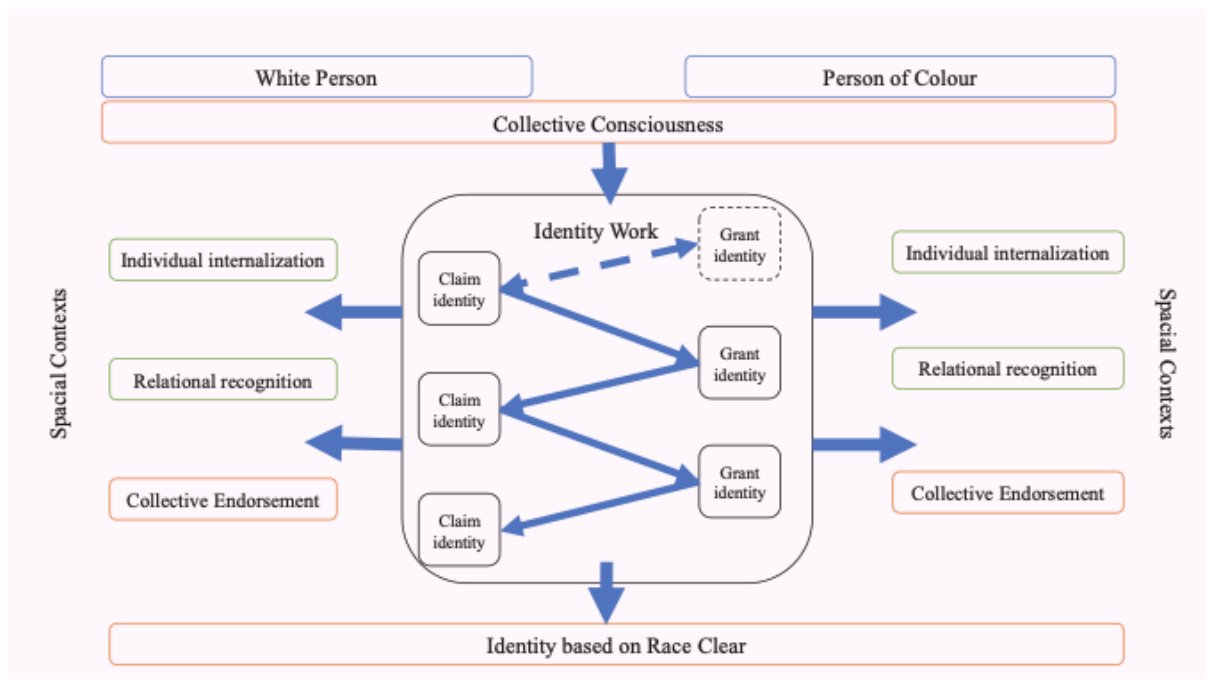 White Person
Person of Colour
Collective Consciousness
Identity Work
Grant
identity
Claim
identity
Individual internalization
Individual internalization
Spacial Contexts
Spacial Contexts
Grant
identity
Relational recognition
Claim
identity
Relational recognition
Grant
identity
Collective Endorsement
Collective Endorsement
Claim
identity
Identity based on Race Clear